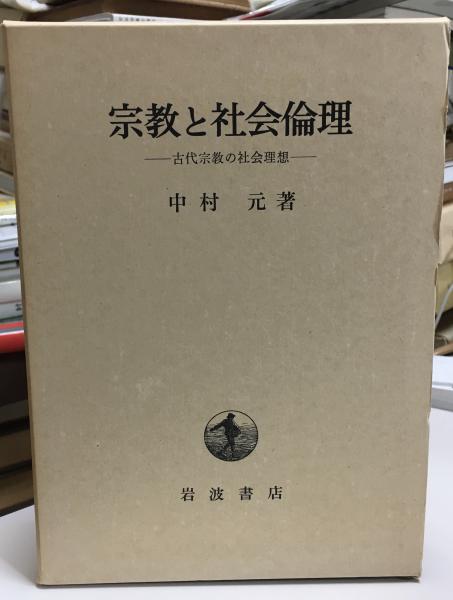 宗教と社会倫理
――古代宗教の社会理想――
中村 元著
岩波書店